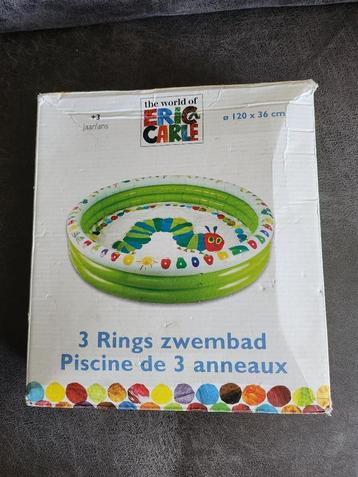 the world of
ERIC
CARLE
+3
jaar/ans
ø 120 x 36 cm
3 Rings zwembad
Piscine de 3 anneaux